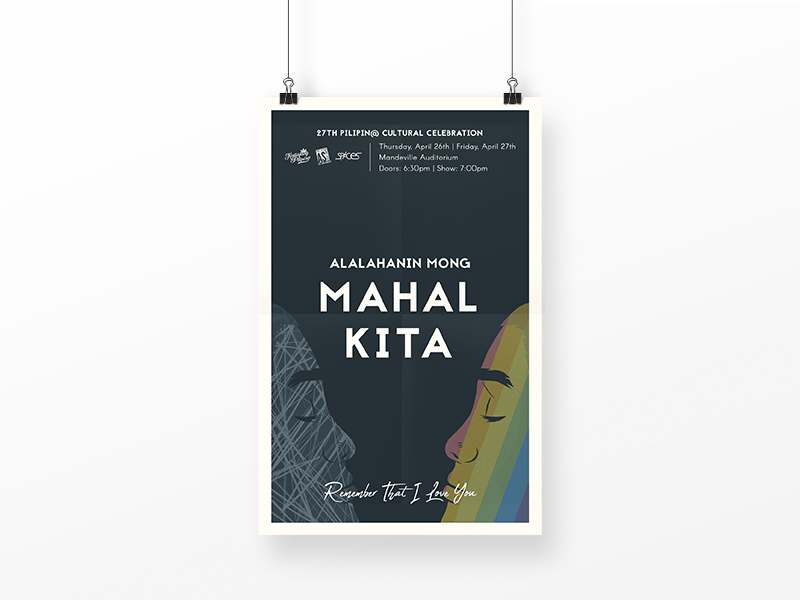 27TH PILIPIN@ CULTURAL CELEBRATION
Thursday, April 26th | Friday, April 27th
Mandeville Auditorium
Doors: 6:30pm | Show: 7:00pm
SPACES
ALALAHANIN MONG
MAHAL
KITA
Remember That I Love You